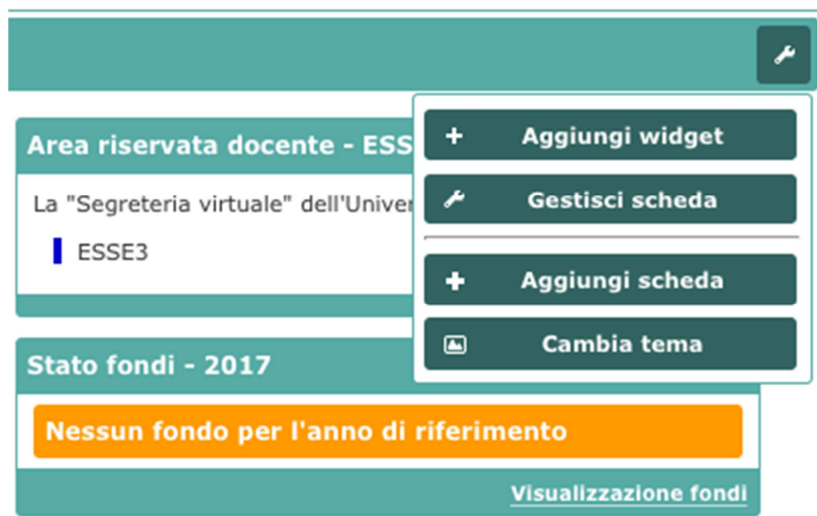 Aggiungi widget
Gestisci scheda
Aggiungi scheda
Cambia tema
Area riservata docente - ESS
La "Segreteria virtuale" dell'Univer
ESSE3
Stato fondi - 2017
Nessun fondo per l'anno di riferimento
Visualizzazione fondi